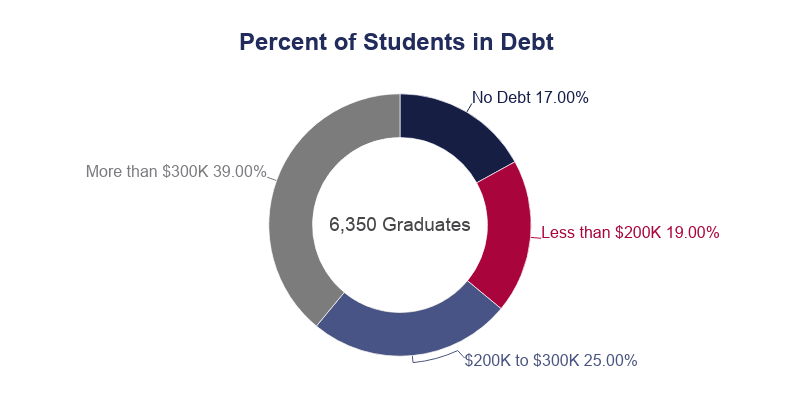 Percent of Students in Debt
No Debt 17.00%
More than $300K 39.00%
6,350 Graduates
Less than $200K 19.00%
$200K to $300K 25.00%